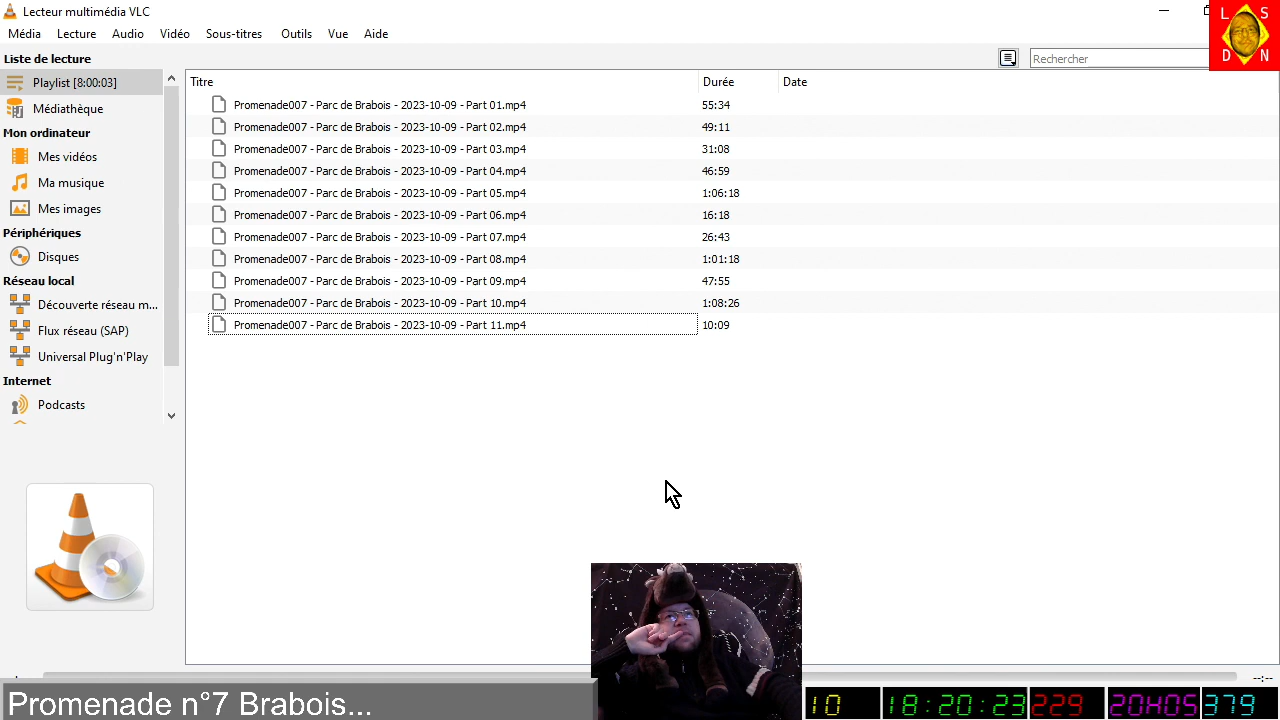 Lecteur multimédia VLC
Média Lecture Audio Vidéo Sous-titres Outils Vue Aide
L S
D N
Liste de lecture
Rechercher
Playlist [8:00:03]
Médiathèque
Mon ordinateur
Mes vidéos
Ma musique
Mes images
Périphériques
Disques
Réseau local
Découverte réseau m...
Flux réseau (SAP)
Universal Plug'n'Play
Internet
Podcasts
Titre Durée Date
Promenade007 - Parc de Brabois - 2023-10-09 - Part 01.mp4 55:34
Promenade007 - Parc de Brabois - 2023-10-09 - Part 02.mp4 49:11
Promenade007 - Parc de Brabois - 2023-10-09 - Part 03.mp4 31:08
Promenade007 - Parc de Brabois - 2023-10-09 - Part 04.mp4 46:59
Promenade007 - Parc de Brabois - 2023-10-09 - Part 05.mp4 1:06:18
Promenade007 - Parc de Brabois - 2023-10-09 - Part 06.mp4 16:18
Promenade007 - Parc de Brabois - 2023-10-09 - Part 07.mp4 26:43
Promenade007 - Parc de Brabois - 2023-10-09 - Part 08.mp4 1:01:18
Promenade007 - Parc de Brabois - 2023-10-09 - Part 09.mp4 47:55
Promenade007 - Parc de Brabois - 2023-10-09 - Part 10.mp4 1:08:26
Promenade007 - Parc de Brabois - 2023-10-09 - Part 11.mp4 10:09
--:--
Promenade n°7 Brabois...
10 18:20:23 229 20H05 379